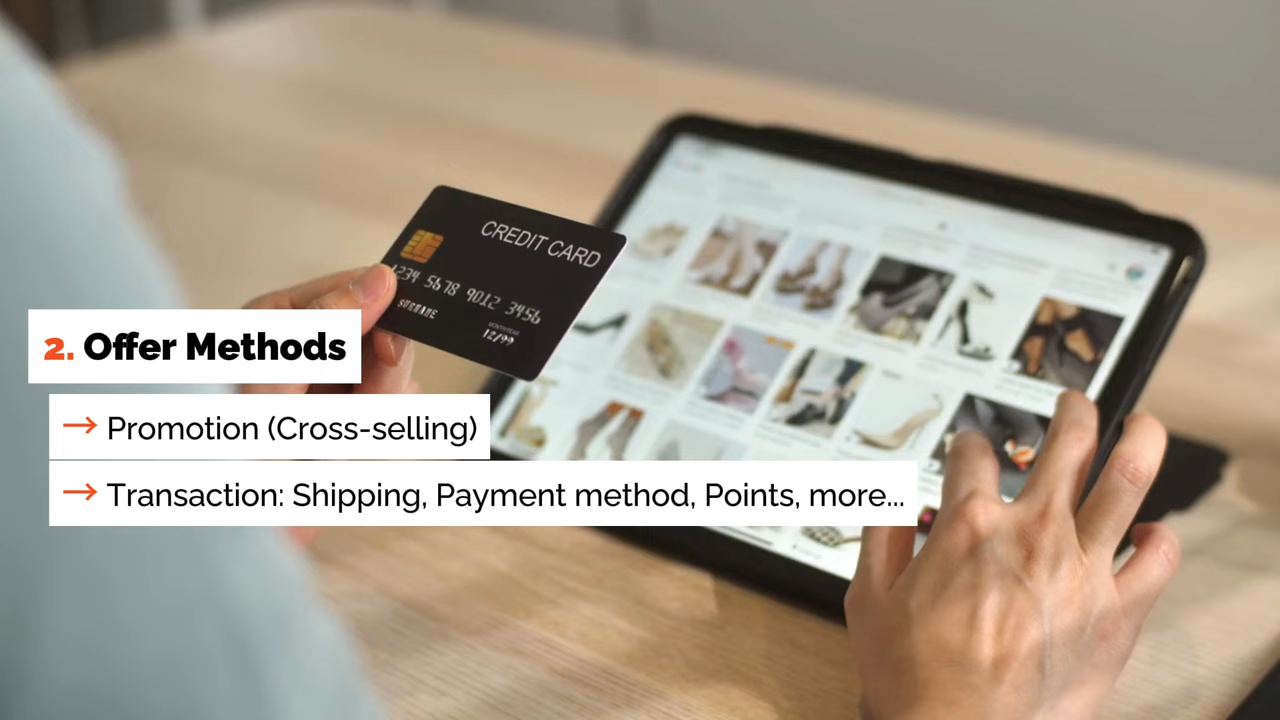 CREDIT CARD
1234 5678 9012 3456
SURNAME
12/99
2. Offer Methods
→ Promotion (Cross-selling)
→ Transaction: Shipping, Payment method, Points, more...